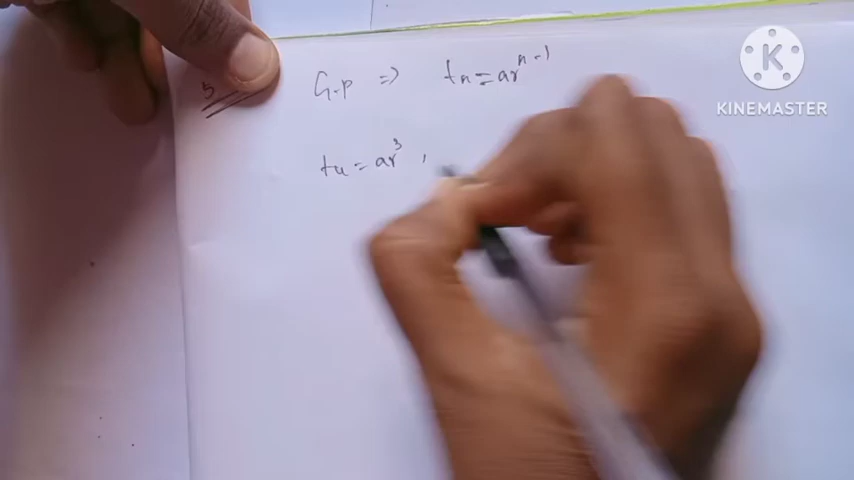 5 G.P => tn = ar^n-1
t4 = ar^3 ,
K
KINEMASTER